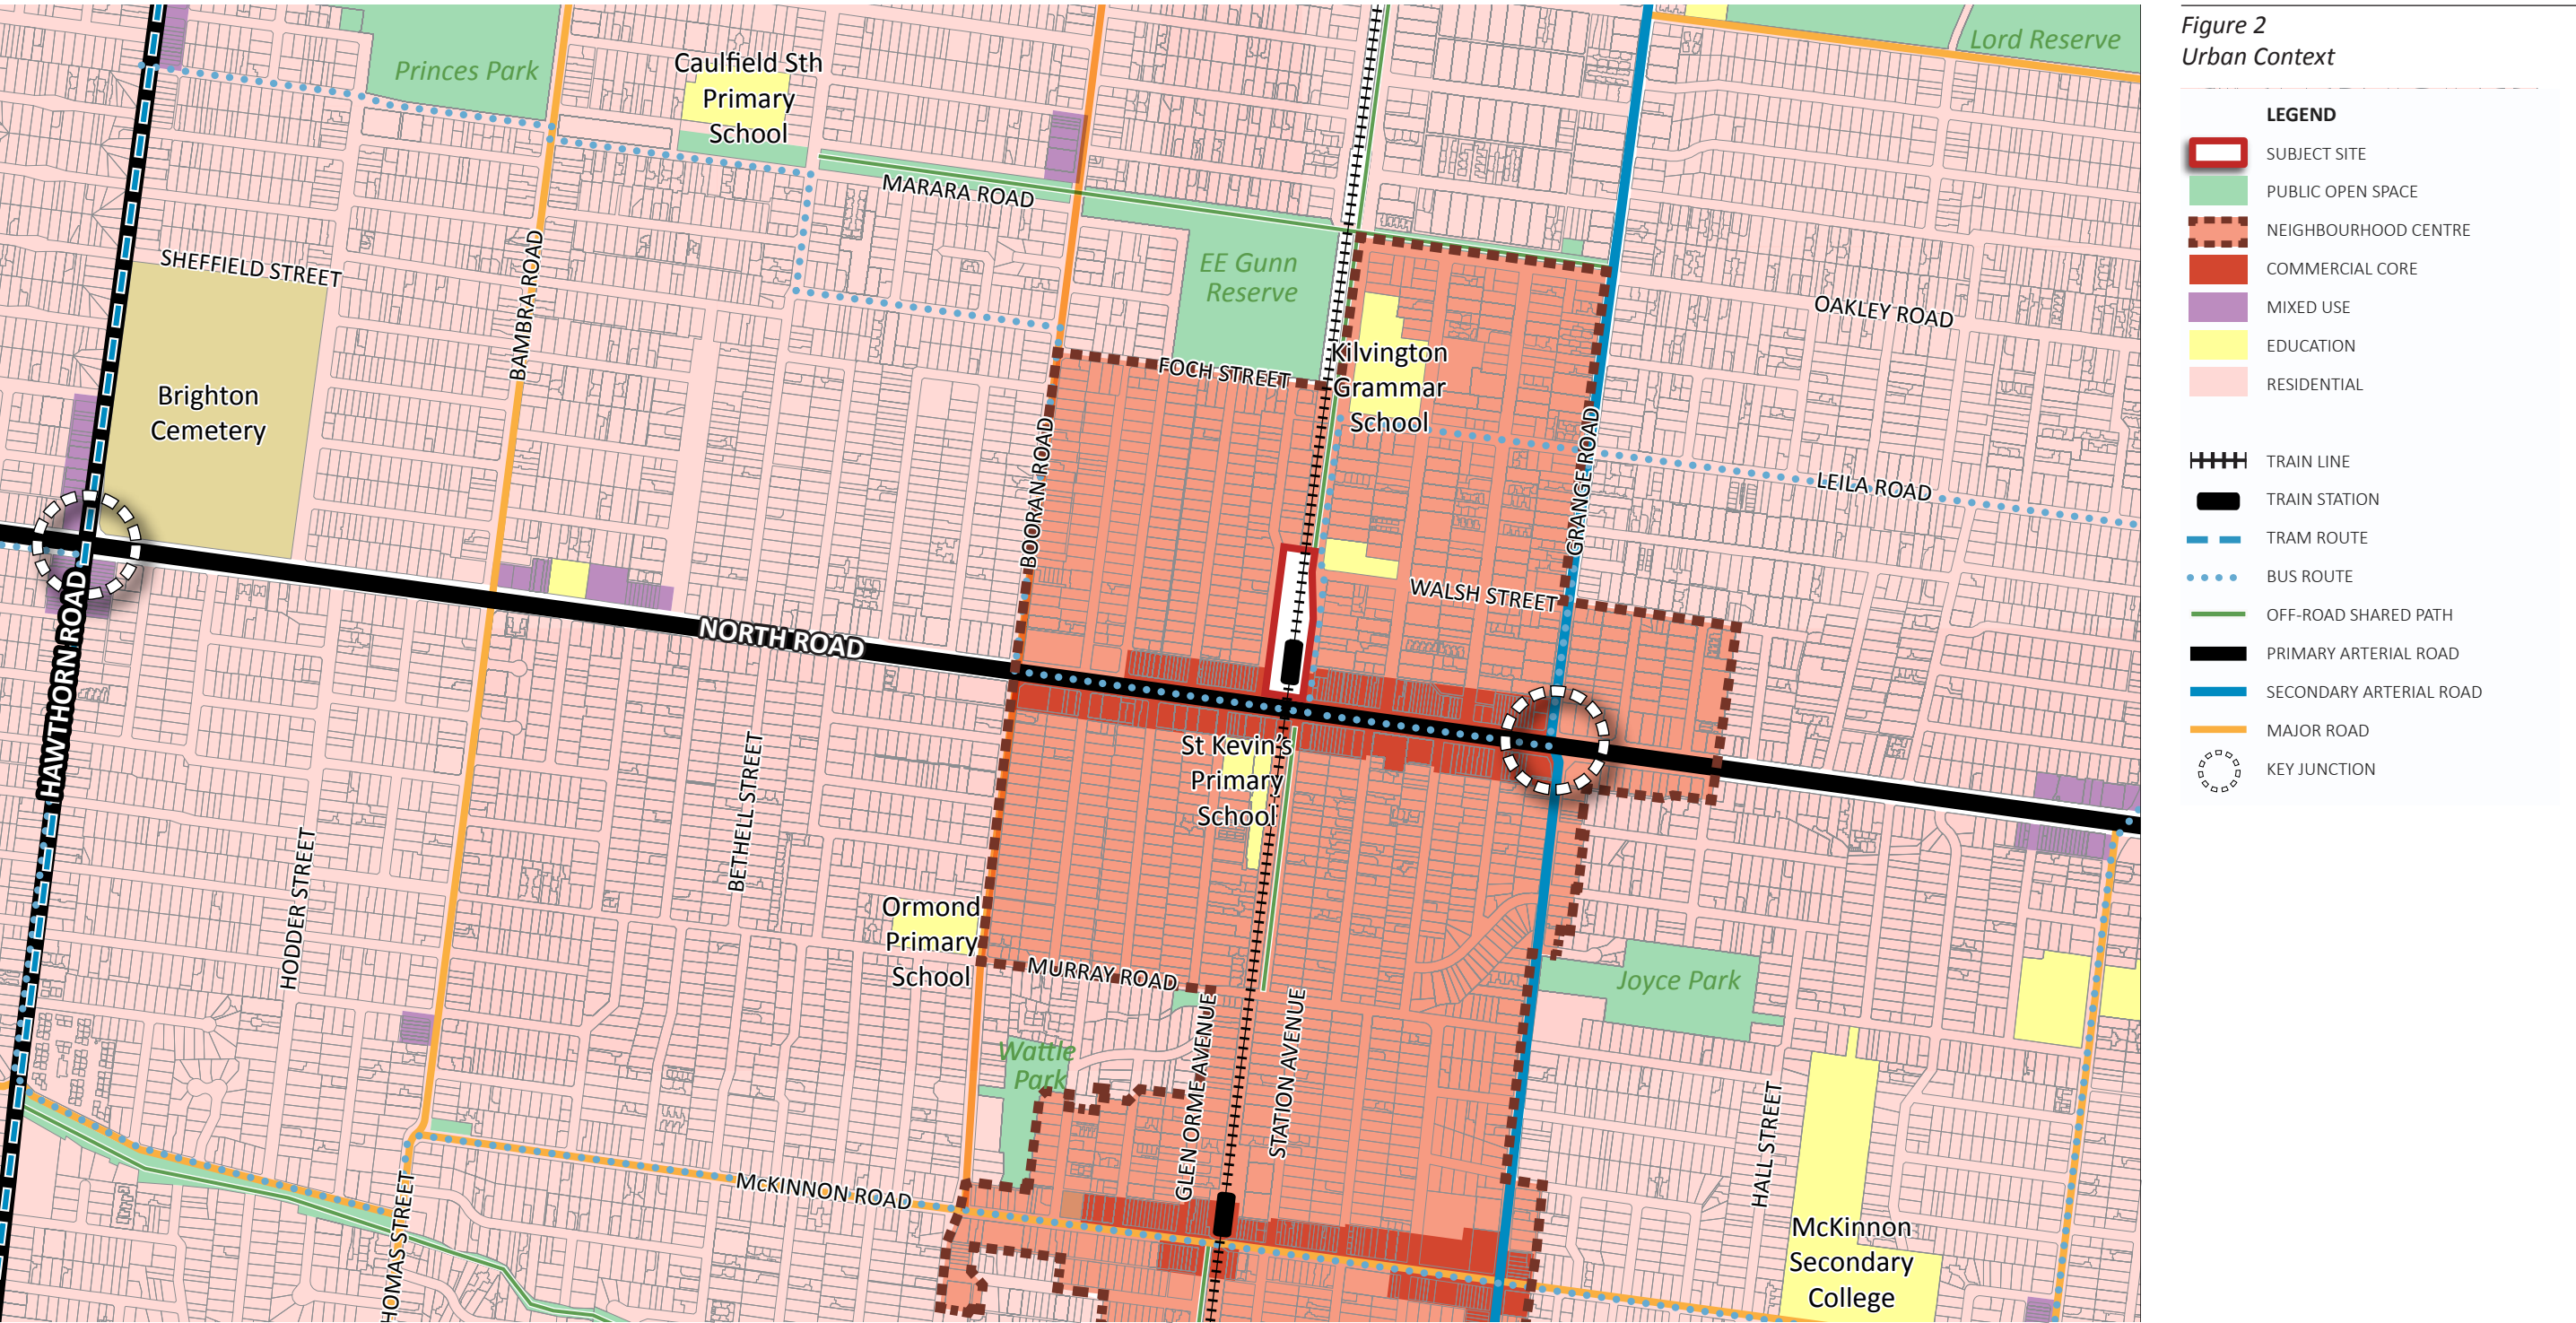 Figure 2
Urban Context
LEGEND
SUBJECT SITE
PUBLIC OPEN SPACE
NEIGHBOURHOOD CENTRE
COMMERCIAL CORE
MIXED USE
EDUCATION
RESIDENTIAL
TRAIN LINE
TRAIN STATION
TRAM ROUTE
BUS ROUTE
OFF-ROAD SHARED PATH
PRIMARY ARTERIAL ROAD
SECONDARY ARTERIAL ROAD
MAJOR ROAD
KEY JUNCTION
Lord Reserve
Princes Park
Caulfield Sth
Primary
School
MARARA ROAD
SHEFFIELD STREET
BAMBRA ROAD
EE Gunn
Reserve
OAKLEY ROAD
Kilvington
Grammar
School
FOCH STREET
Brighton
Cemetery
BOORAN ROAD
GRANGE ROAD
LEILA ROAD
WALSH STREET
NORTH ROAD
HAWTHORN ROAD
St Kevin's
Primary
School
BETHELL STREET
HODDER STREET
Ormond
Primary
School
MURRAY ROAD
Joyce Park
Wattle
Park
GLEN ORME AVENUE
STATION AVENUE
HALL STREET
McKINNON ROAD
THOMAS STREET
McKinnon
Secondary
College